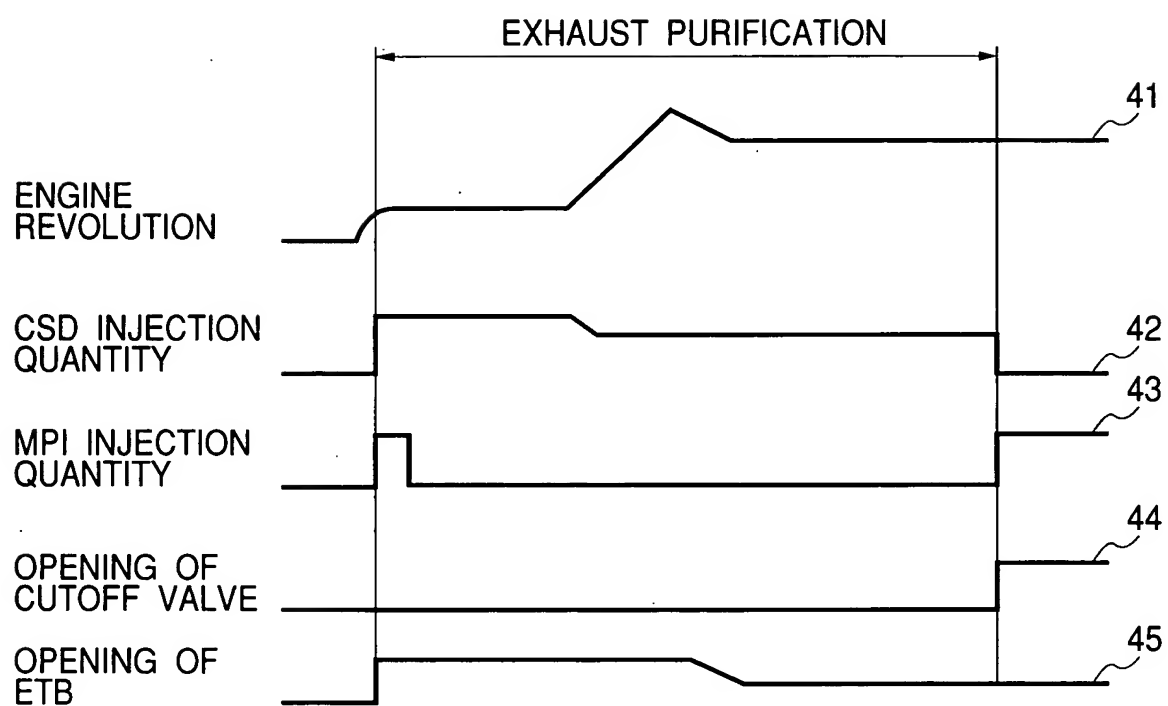 EXHAUST PURIFICATION
41
ENGINE
REVOLUTION
CSD INJECTION
QUANTITY
42
43
MPI INJECTION
QUANTITY
44
OPENING OF
CUTOFF VALVE
45
OPENING OF
ETB